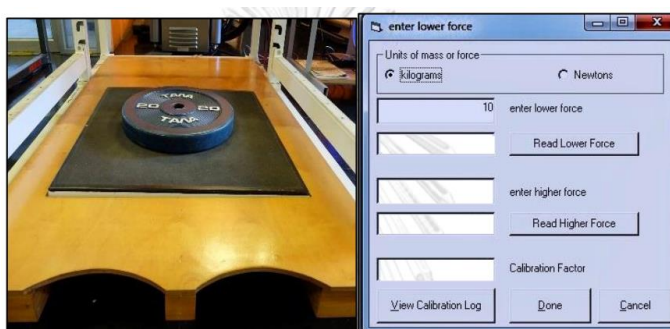 TANA
20 20
TANA
enter lower force
Units of mass or force
kilograms
Newtons
10
enter lower force
Read Lower Force
enter higher force
Read Higher Force
Calibration Factor
View Calibration Log
Done
Cancel